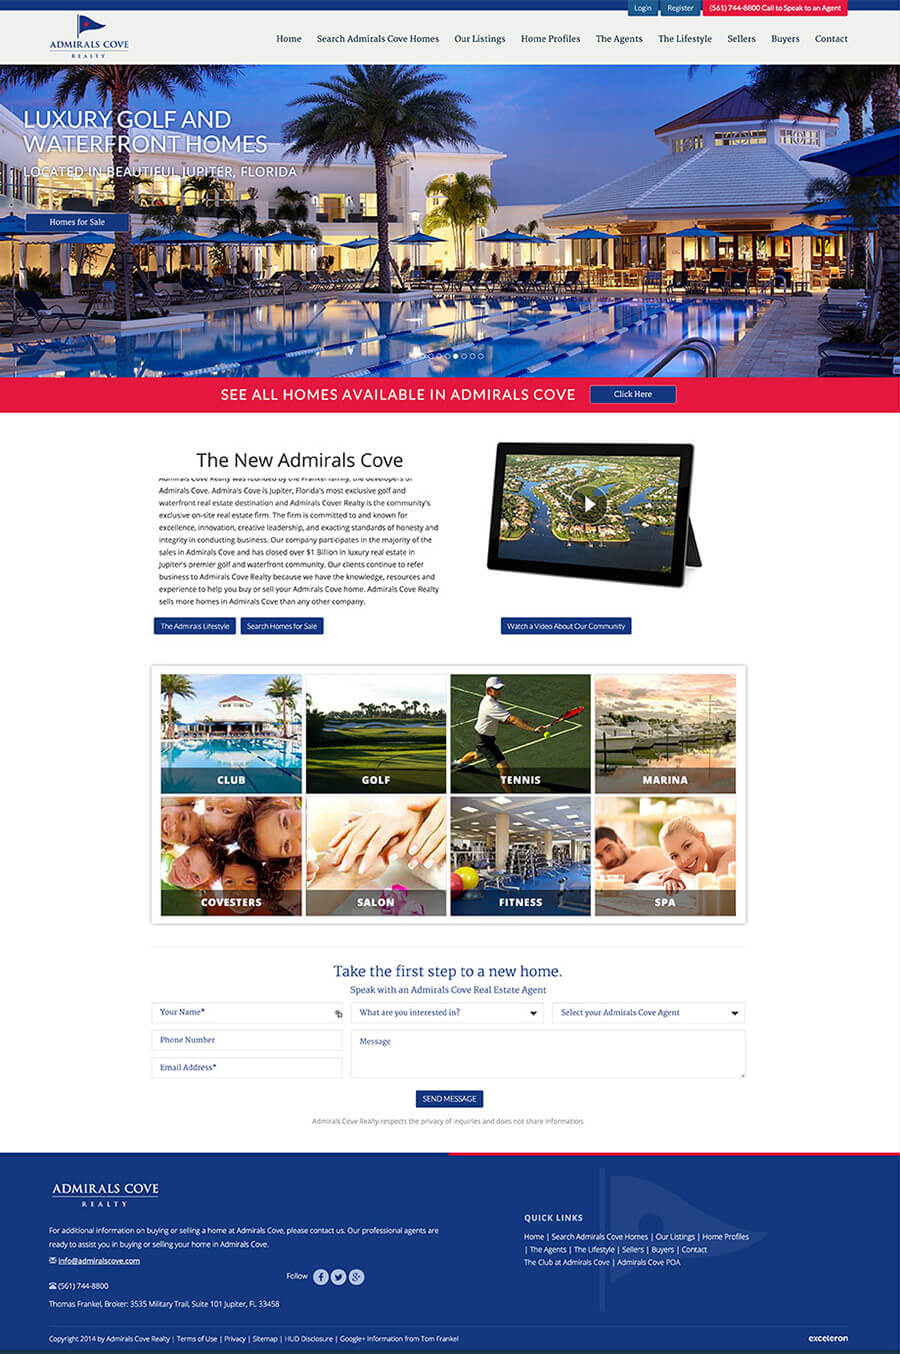 Login
Register
(561) 744-8800 Call to Speak to an Agent
ADMIRALS COVE
REALTY
Home
Search Admirals Cove Homes
Our Listings
Home Profiles
The Agents
The Lifestyle
Sellers
Buyers
Contact
LUXURY GOLF AND
WATERFRONT HOMES
LOCATED IN BEAUTIFUL JUPITER, FLORIDA
Homes for Sale
SEE ALL HOMES AVAILABLE IN ADMIRALS COVE
Click Here
The New Admirals Cove
Admirals Cove Realty was founded by the Frankel family, the developers of
Admirals Cove. Admirals Cove is Jupiter, Florida's most exclusive golf and
waterfront real estate destination and Admirals Cover Realty is the community's
exclusive on-site real estate firm. The firm is committed to and known for
excellence, innovation, creative leadership, and exacting standards of honesty and
integrity in conducting business. Our company participates in the majority of the
sales in Admirals Cove and has closed over $1 Billion in luxury real estate in
Jupiter's premier golf and waterfront community. Our clients continue to refer
business to Admirals Cove Realty because we have the knowledge, resources and
experience to help you buy or sell your Admirals Cove home. Admirals Cove Realty
sells more homes in Admirals Cove than any other company.
The Admirals Lifestyle
Search Homes for Sale
Watch a Video About Our Community
CLUB
GOLF
TENNIS
MARINA
COVESTERS
SALON
FITNESS
SPA
Take the first step to a new home.
Speak with an Admirals Cove Real Estate Agent
Your Name*
What are you interested in?
Select your Admirals Cove Agent
Phone Number
Message
Email Address*
SEND MESSAGE
Admirals Cove Realty respects the privacy of inquiries and does not share information.
ADMIRALS COVE
REALTY
For additional information on buying or selling a home at Admirals Cove, please contact us. Our professional agents are
ready to assist you in buying or selling your home in Admirals Cove.
info@admiralscove.com
Follow
(561) 744-8800
Thomas Frankel, Broker: 3535 Military Trail, Suite 101 Jupiter, FL 33458
QUICK LINKS
Home | Search Admirals Cove Homes | Our Listings | Home Profiles
| The Agents | The Lifestyle | Sellers | Buyers | Contact
The Club at Admirals Cove | Admirals Cove POA
Copyright 2014 by Admirals Cove Realty | Terms of Use | Privacy | Sitemap | HUD Disclosure | Google+ Information from Tom Frankel
exceleron